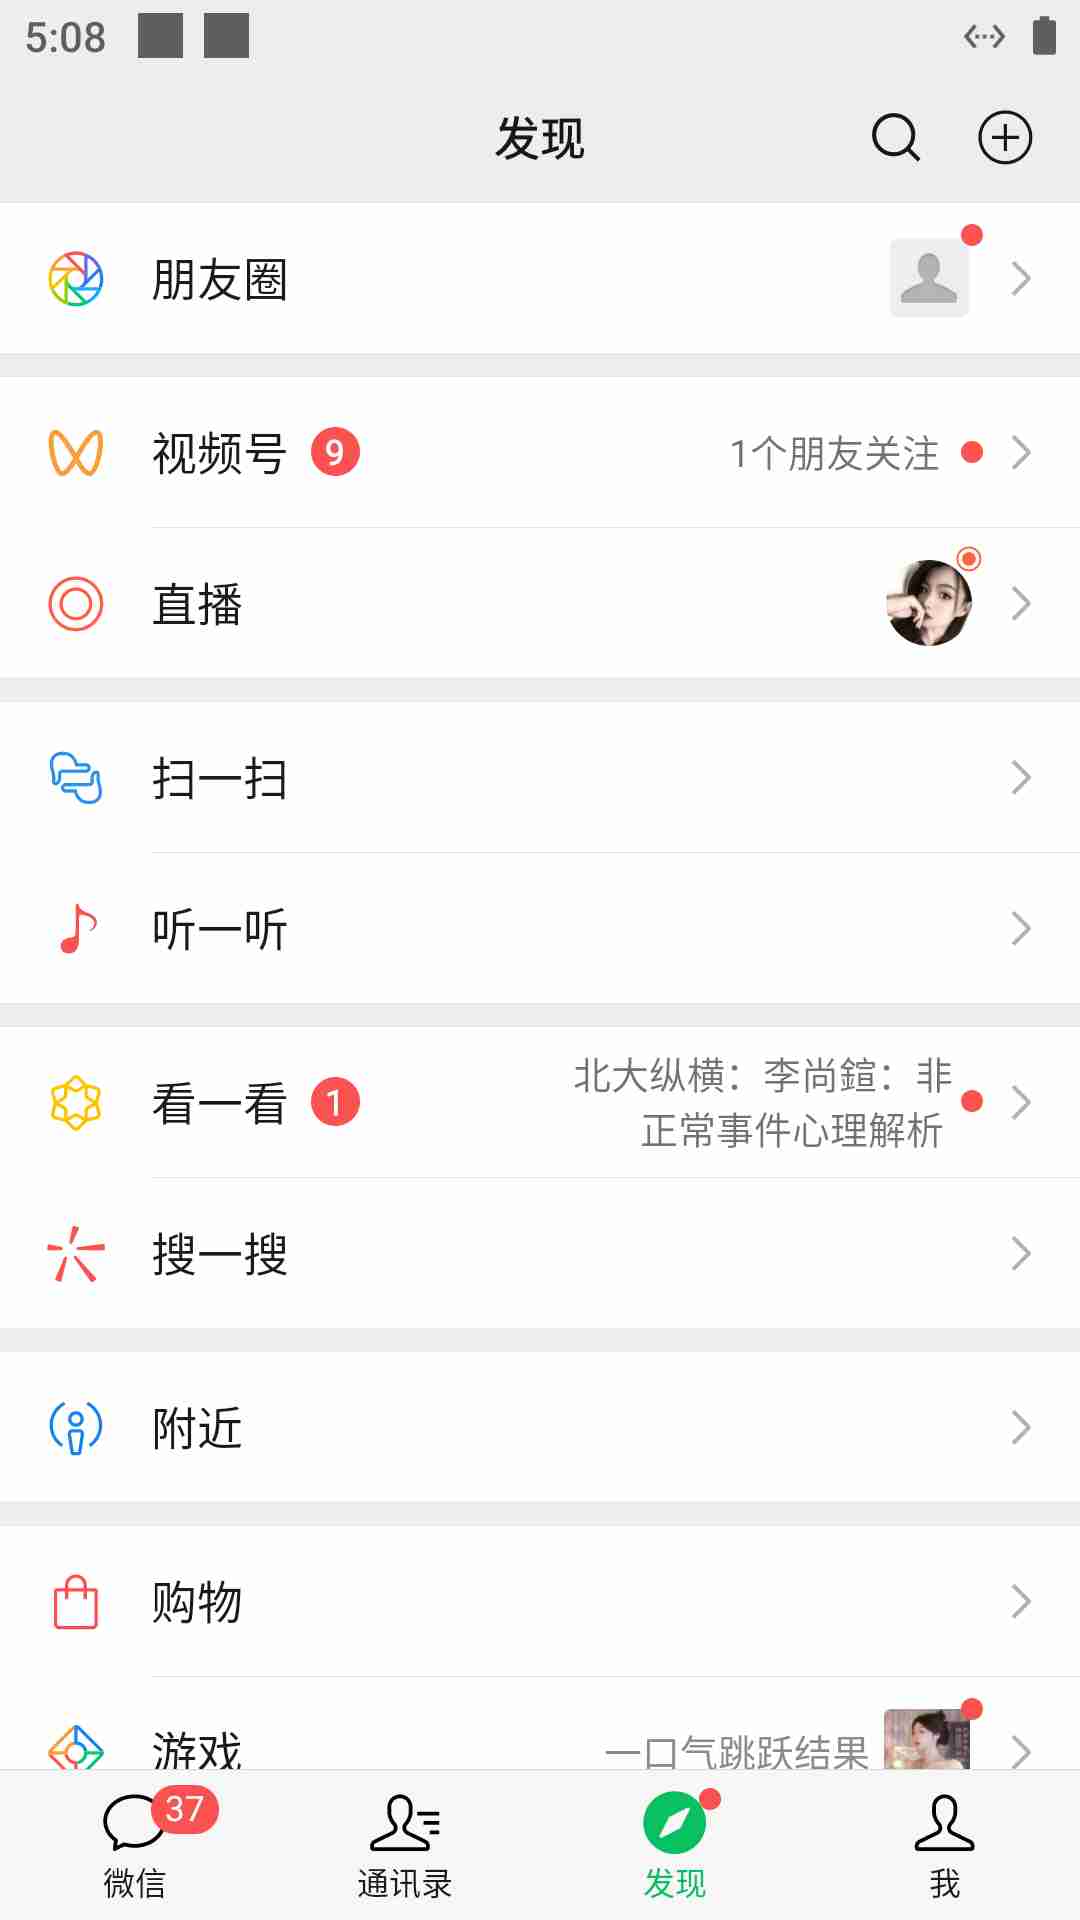 5:08
发现
朋友圈
视频号 9 1个朋友关注
直播
扫一扫
听一听
看一看 1 北大纵横：李尚鍹：非
正常事件心理解析
搜一搜
附近
购物
游戏 一口气跳跃结果
37
微信 通讯录 发现 我